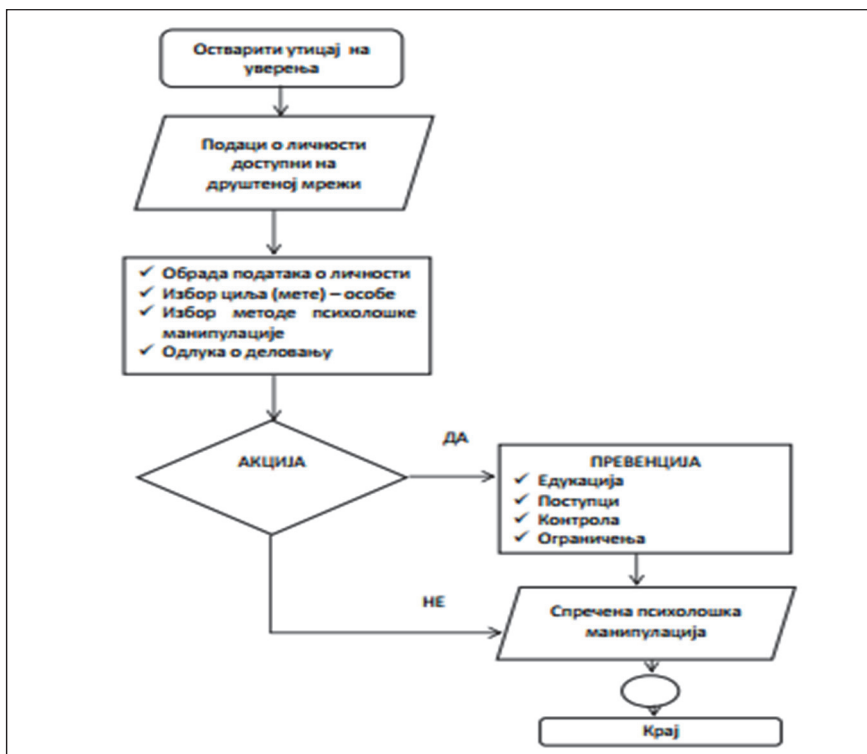 Остварити утицај на
уверења
Подаци о личности
доступни на
друштеној мрежи
✓ Обрада података о личности
✓ Избор циља (мете) – особе
✓ Избор методе психолошке
манипулације
✓ Одлука о деловању
АКЦИЈА
ДА
ПРЕВЕНЦИЈА
✓ Едукација
✓ Поступци
✓ Контрола
✓ Ограничења
НЕ
Спречена психолошка
манипулација
Крај